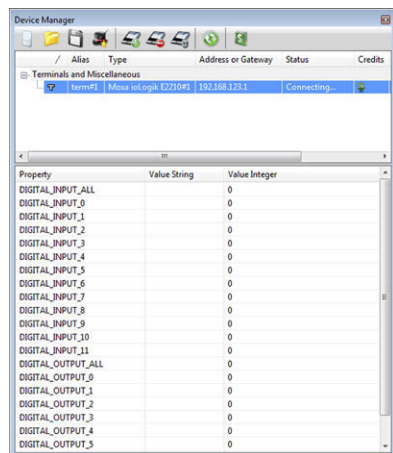 Device Manager
/ Alias Type Address or Gateway Status Credits
Terminals and Miscellaneous
term#1 Moxa ioLogik E2210#1 192.168.123.1 Connecting...
Property Value String Value Integer
DIGITAL_INPUT_ALL 0
DIGITAL_INPUT_0 0
DIGITAL_INPUT_1 0
DIGITAL_INPUT_2 0
DIGITAL_INPUT_3 0
DIGITAL_INPUT_4 0
DIGITAL_INPUT_5 0
DIGITAL_INPUT_6 0
DIGITAL_INPUT_7 0
DIGITAL_INPUT_8 0
DIGITAL_INPUT_9 0
DIGITAL_INPUT_10 0
DIGITAL_INPUT_11 0
DIGITAL_OUTPUT_ALL 0
DIGITAL_OUTPUT_0 0
DIGITAL_OUTPUT_1 0
DIGITAL_OUTPUT_2 0
DIGITAL_OUTPUT_3 0
DIGITAL_OUTPUT_4 0
DIGITAL_OUTPUT_5 0